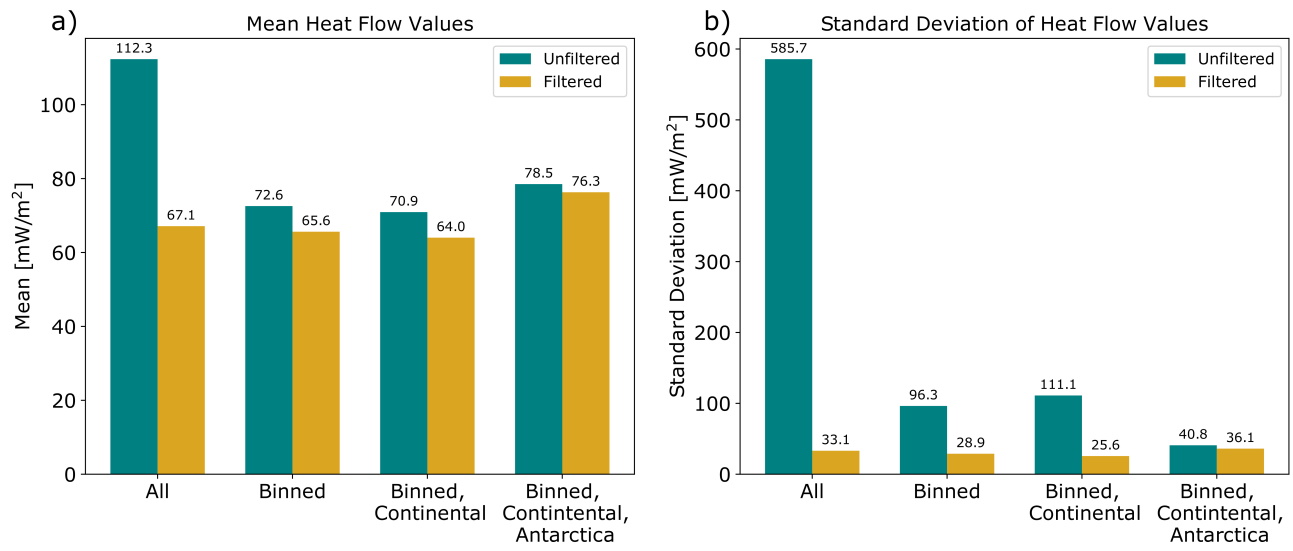 a)
Mean Heat Flow Values
Mean [mW/m²]
100
80
60
40
20
0
112.3
67.1
72.6
65.6
70.9
64.0
78.5
76.3
Unfiltered
Filtered
All
Binned
Binned,
Continental
Binned,
Contintental,
Antarctica
b)
Standard Deviation of Heat Flow Values
Standard Deviation [mW/m²]
600
500
400
300
200
100
0
585.7
33.1
96.3
28.9
111.1
25.6
40.8
36.1
Unfiltered
Filtered
All
Binned
Binned,
Continental
Binned,
Contintental,
Antarctica